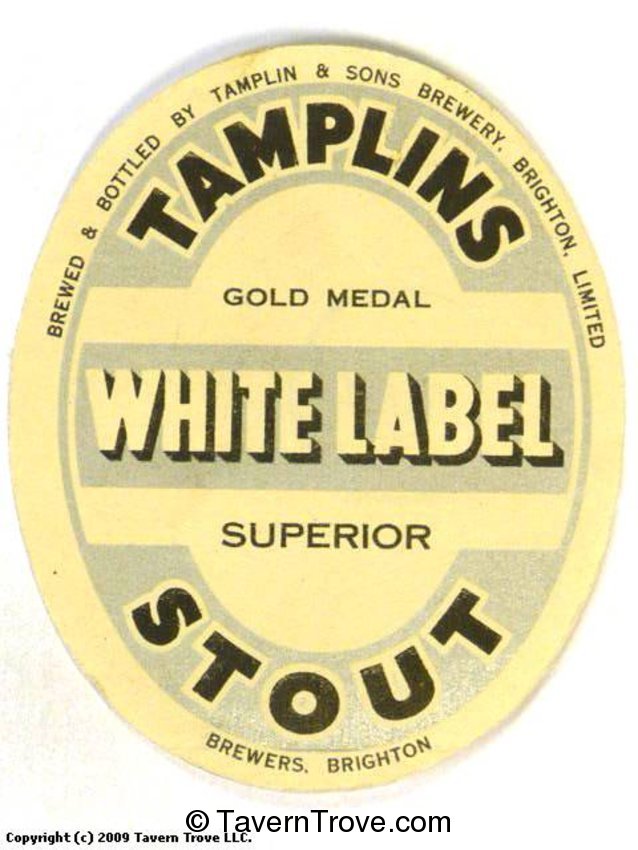 BREWED & BOTTLED BY TAMPLIN & SONS BREWERY, BRIGHTON, LIMITED
TAMPLINS
GOLD MEDAL
WHITE LABEL
SUPERIOR
STOUT
BREWERS, BRIGHTON
© TavernTrove.com
Copyright (c) 2009 Tavern Trove LLC.